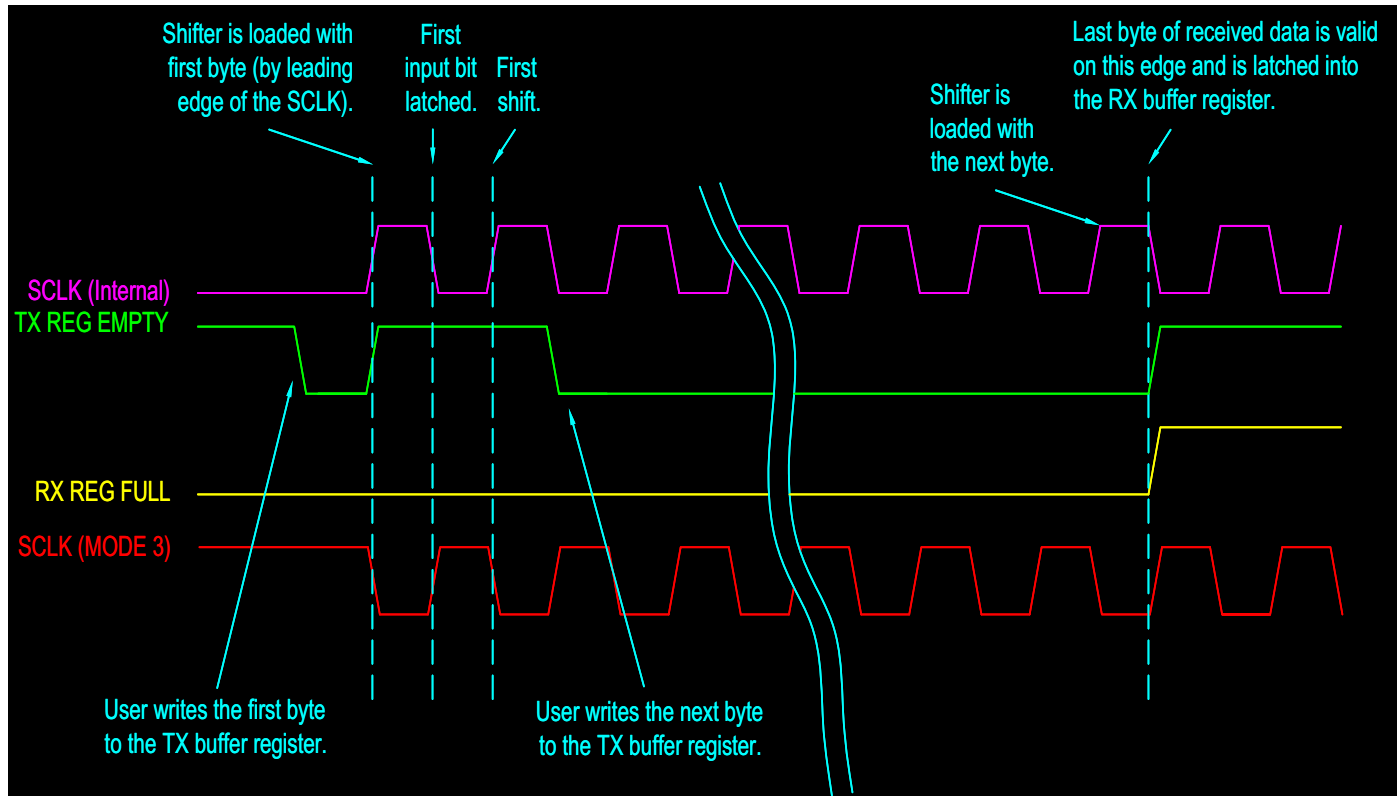 Shifter is loaded with
first byte (by leading
edge of the SCLK).
First
input bit
latched.
First
shift.
Shifter is
loaded with
the next byte.
Last byte of received data is valid
on this edge and is latched into
the RX buffer register.
SCLK (Internal)
TX REG EMPTY
RX REG FULL
SCLK (MODE 3)
User writes the first byte
to the TX buffer register.
User writes the next byte
to the TX buffer register.